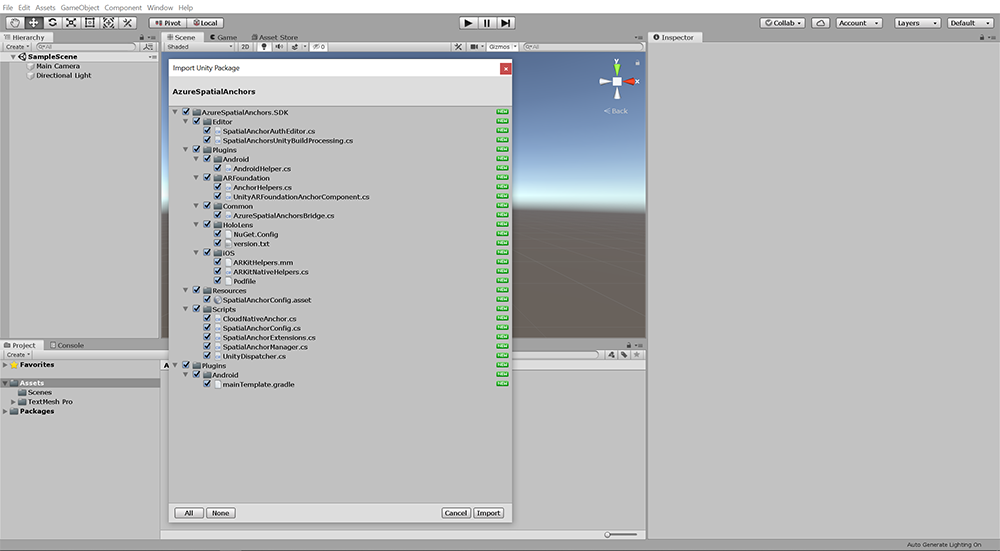 File Edit Assets GameObject Component Window Help
Pivot Local Collab Account Layers Default
Hierarchy Scene Game Asset Store Inspector
Create All Shaded 2D 0 Gizmos All
SampleScene
Main Camera
Directional Light
Import Unity Package
y
x
Back
AzureSpatialAnchors
AzureSpatialAnchors.SDK NEW
Editor NEW
SpatialAnchorAuthEditor.cs NEW
SpatialAnchorsUnityBuildProcessing.cs NEW
Plugins NEW
Android NEW
AndroidHelper.cs NEW
ARFoundation NEW
AnchorHelpers.cs NEW
UnityARFoundationAnchorComponent.cs NEW
Common NEW
AzureSpatialAnchorsBridge.cs NEW
HoloLens NEW
NuGet.Config NEW
version.txt NEW
iOS NEW
ARKitHelpers.mm NEW
ARKitNativeHelpers.cs NEW
Podfile NEW
Resources NEW
SpatialAnchorConfig.asset NEW
Scripts NEW
CloudNativeAnchor.cs NEW
SpatialAnchorConfig.cs NEW
SpatialAnchorExtensions.cs NEW
SpatialAnchorManager.cs NEW
UnityDispatcher.cs NEW
Plugins NEW
Android NEW
mainTemplate.gradle NEW
Project Console
Create
Favorites
A
Assets
Scenes
TextMesh Pro
Packages
All None Cancel Import
Auto Generate Lighting On